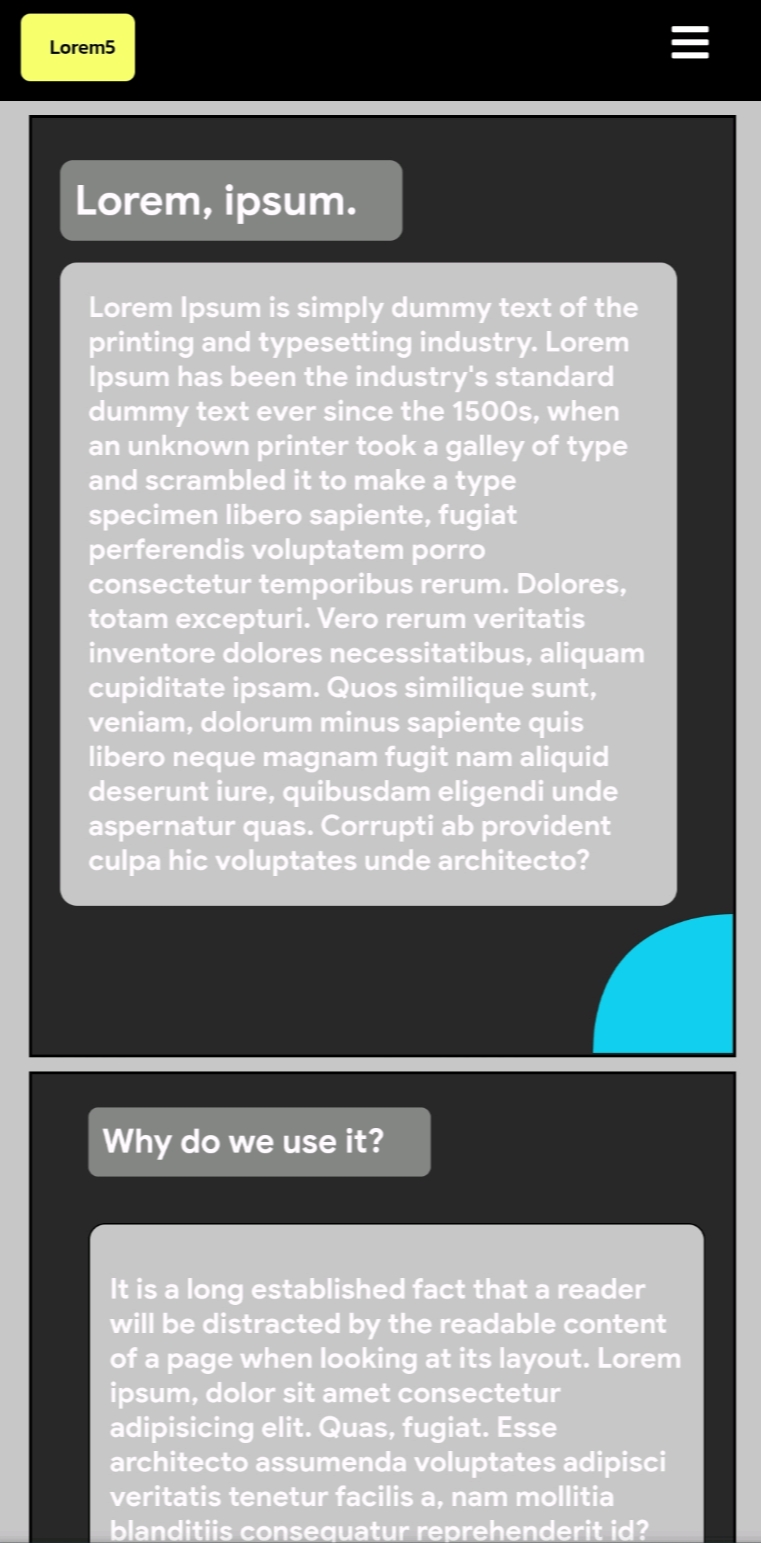 Lorem5
Lorem, ipsum.
Lorem Ipsum is simply dummy text of the
printing and typesetting industry. Lorem
Ipsum has been the industry's standard
dummy text ever since the 1500s, when
an unknown printer took a galley of type
and scrambled it to make a type
specimen libero sapiente, fugiat
perferendis voluptatem porro
consectetur temporibus rerum. Dolores,
totam excepturi. Vero rerum veritatis
inventore dolores necessitatibus, aliquam
cupiditate ipsam. Quos similique sunt,
veniam, dolorum minus sapiente quis
libero neque magnam fugit nam aliquid
deserunt iure, quibusdam eligendi unde
aspernatur quas. Corrupti ab provident
culpa hic voluptates unde architecto?
Why do we use it?
It is a long established fact that a reader
will be distracted by the readable content
of a page when looking at its layout. Lorem
ipsum, dolor sit amet consectetur
adipisicing elit. Quas, fugiat. Esse
architecto assumenda voluptates adipisci
veritatis tenetur facilis a, nam mollitia
blanditiis consequatur reprehenderit id?